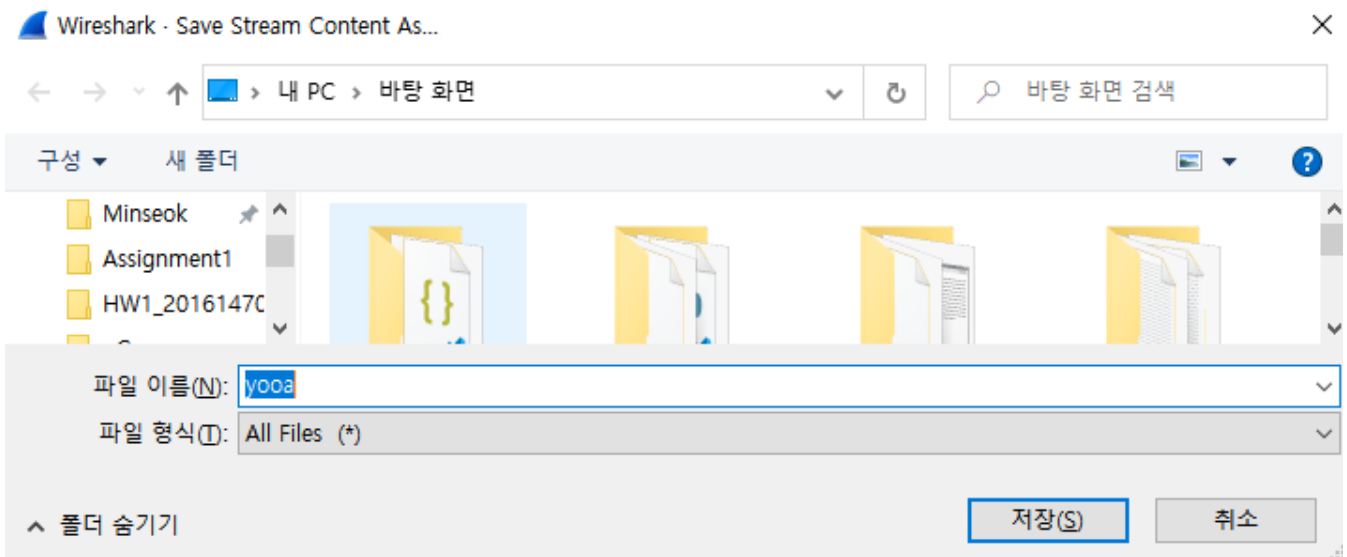 Wireshark · Save Stream Content As...
내 PC › 바탕 화면
바탕 화면 검색
구성 새 폴더
Minseok
Assignment1
HW1_20161470
파일 이름(N): yooa
파일 형식(T): All Files (*)
폴더 숨기기
저장(S) 취소